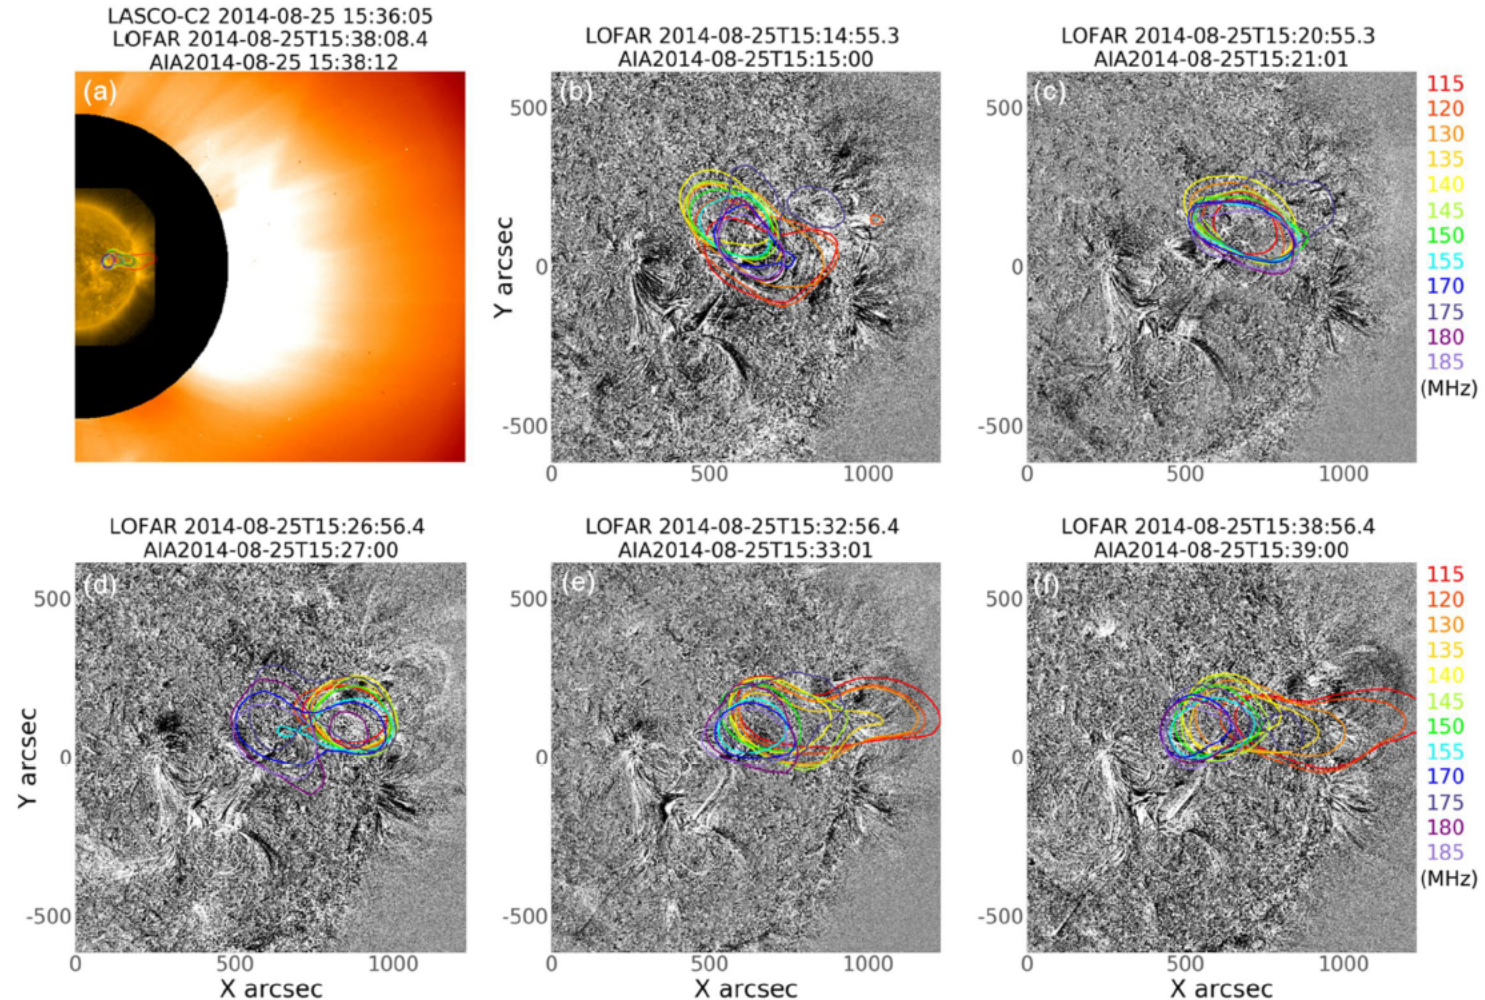 LASCO-C2 2014-08-25 15:36:05
LOFAR 2014-08-25T15:38:08.4
AIA2014-08-25 15:38:12
(a)
LOFAR 2014-08-25T15:14:55.3
AIA2014-08-25T15:15:00
(b)
500
0
-500
Y arcsec
0
500
1000
LOFAR 2014-08-25T15:20:55.3
AIA2014-08-25T15:21:01
(c)
500
0
-500
0
500
1000
115
120
130
135
140
145
150
155
170
175
180
185
(MHz)
LOFAR 2014-08-25T15:26:56.4
AIA2014-08-25T15:27:00
(d)
500
0
-500
Y arcsec
0
500
1000
X arcsec
LOFAR 2014-08-25T15:32:56.4
AIA2014-08-25T15:33:01
(e)
500
0
-500
0
500
1000
X arcsec
LOFAR 2014-08-25T15:38:56.4
AIA2014-08-25T15:39:00
(f)
500
0
-500
0
500
1000
X arcsec
115
120
130
135
140
145
150
155
170
175
180
185
(MHz)